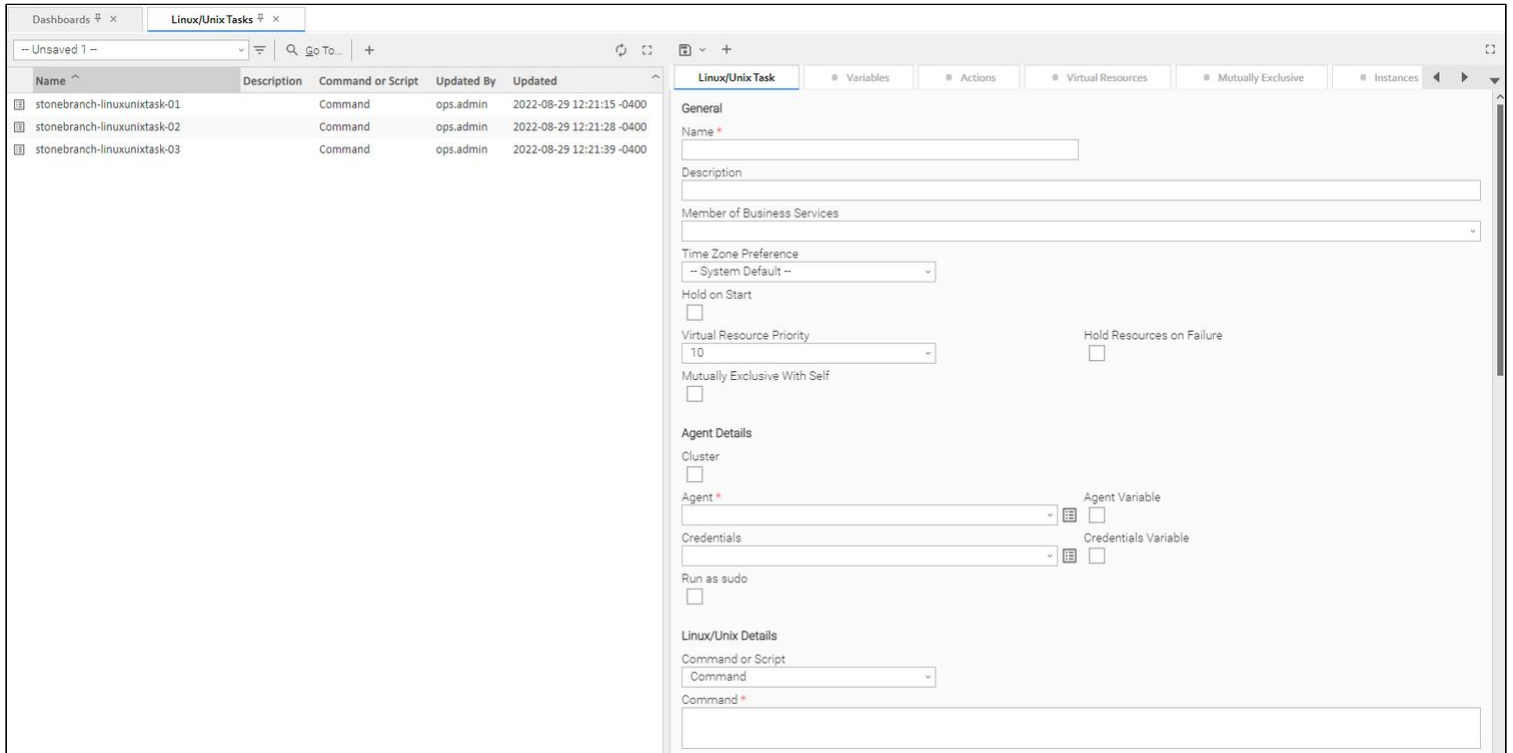 Dashboards
Linux/Unix Tasks
-- Unsaved 1 --
Go To...
Name Description Command or Script Updated By Updated
stonebranch-linuxunixtask-01 Command ops.admin 2022-08-29 12:21:15 -0400
stonebranch-linuxunixtask-02 Command ops.admin 2022-08-29 12:21:28 -0400
stonebranch-linuxunixtask-03 Command ops.admin 2022-08-29 12:21:39 -0400
Linux/Unix Task Variables Actions Virtual Resources Mutually Exclusive Instances
General
Name *
Description
Member of Business Services
Time Zone Preference
-- System Default --
Hold on Start
Virtual Resource Priority Hold Resources on Failure
10
Mutually Exclusive With Self
Agent Details
Cluster
Agent * Agent Variable
Credentials Credentials Variable
Run as sudo
Linux/Unix Details
Command or Script
Command
Command *